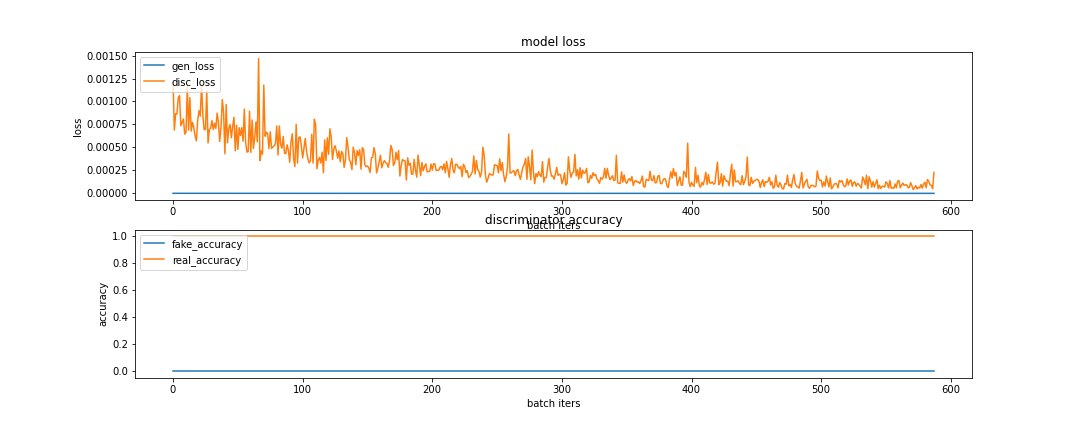 model loss
0.00150
0.00125
0.00100
0.00075
0.00050
0.00025
0.00000
loss
gen_loss
disc_loss
0 100 200 300 400 500 600
batch iters
discriminator accuracy
1.0
0.8
0.6
0.4
0.2
0.0
accuracy
fake_accuracy
real_accuracy
0 100 200 300 400 500 600
batch iters